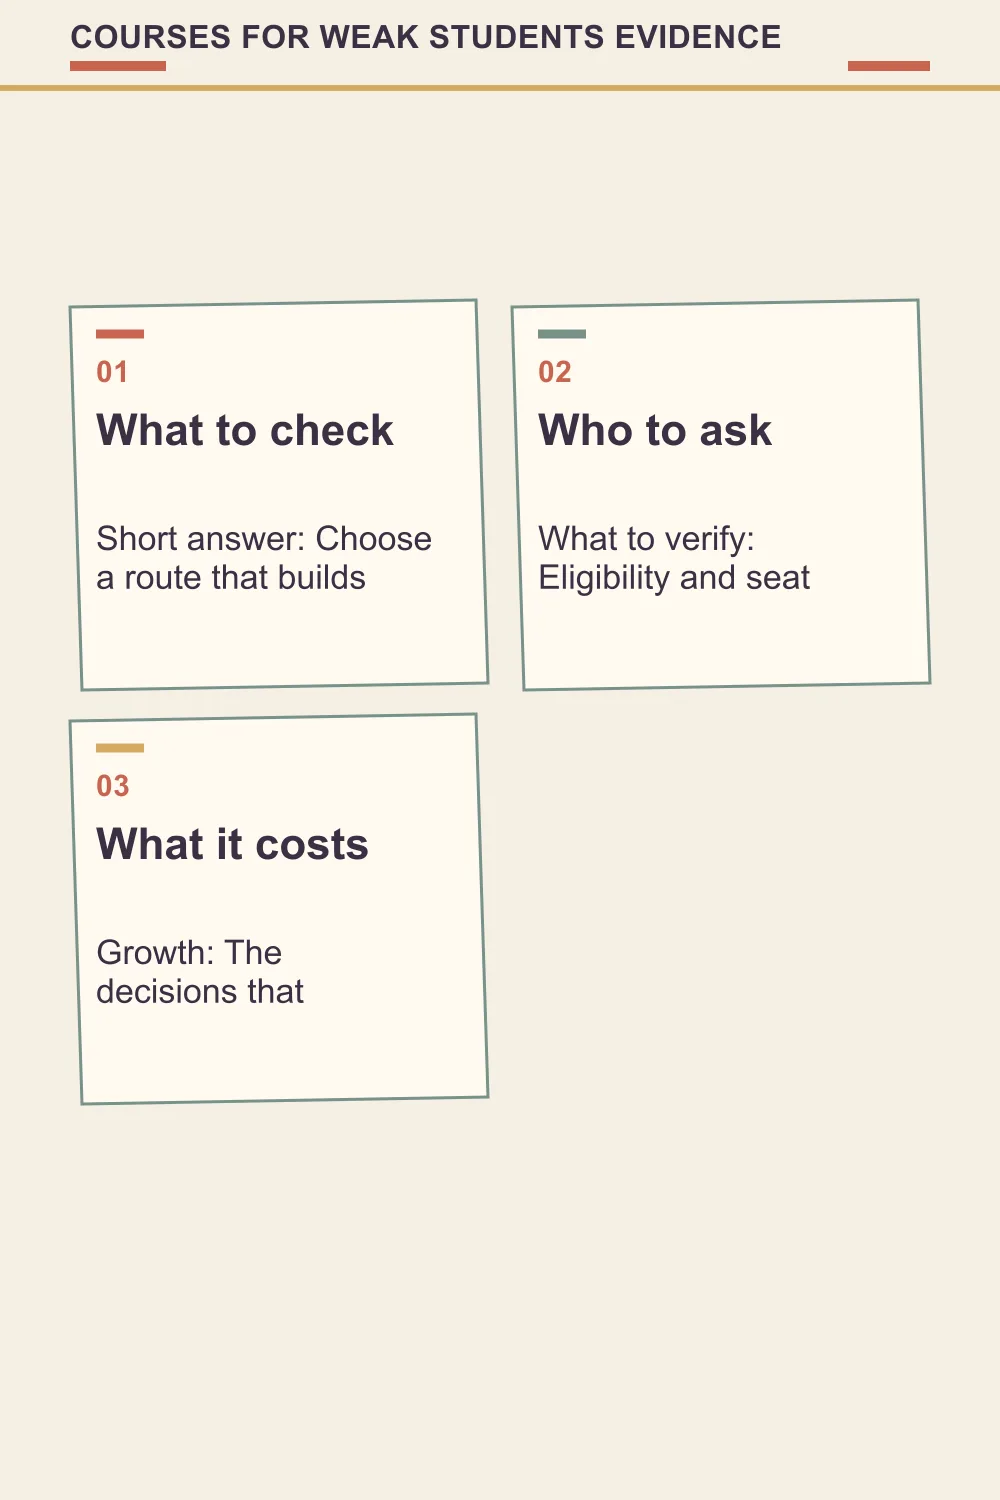 COURSES FOR WEAK STUDENTS EVIDENCE
01
What to check
Short answer: Choose
a route that builds
02
Who to ask
What to verify:
Eligibility and seat
03
What it costs
Growth: The
decisions that